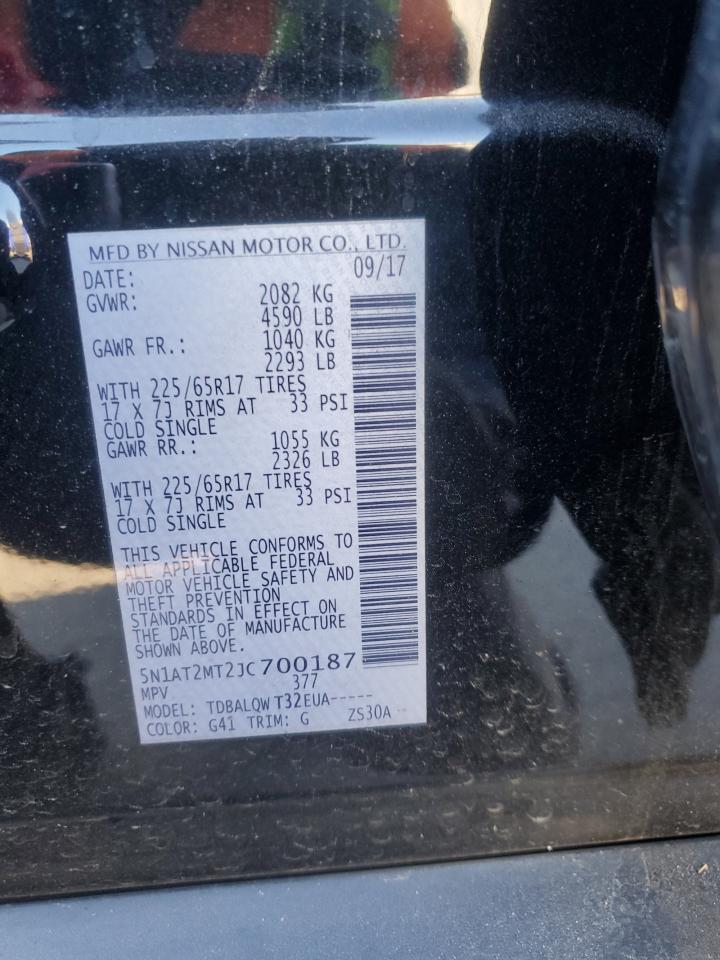 MFD BY NISSAN MOTOR CO., LTD.
DATE: 09/17
GVWR: 2082 KG
4590 LB
GAWR FR.: 1040 KG
2293 LB
WITH 225/65R17 TIRES
17 X 7J RIMS AT 33 PSI
COLD SINGLE
GAWR RR.: 1055 KG
2326 LB
WITH 225/65R17 TIRES
17 X 7J RIMS AT 33 PSI
COLD SINGLE
THIS VEHICLE CONFORMS TO
ALL APPLICABLE FEDERAL
MOTOR VEHICLE SAFETY AND
THEFT PREVENTION
STANDARDS IN EFFECT ON
THE DATE OF MANUFACTURE
SHOWN ABOVE.
5N1AT2MT2JC700187
MPV 377
MODEL: TDBALQW T32EUA-----
COLOR: G41 TRIM: G ZS30A --